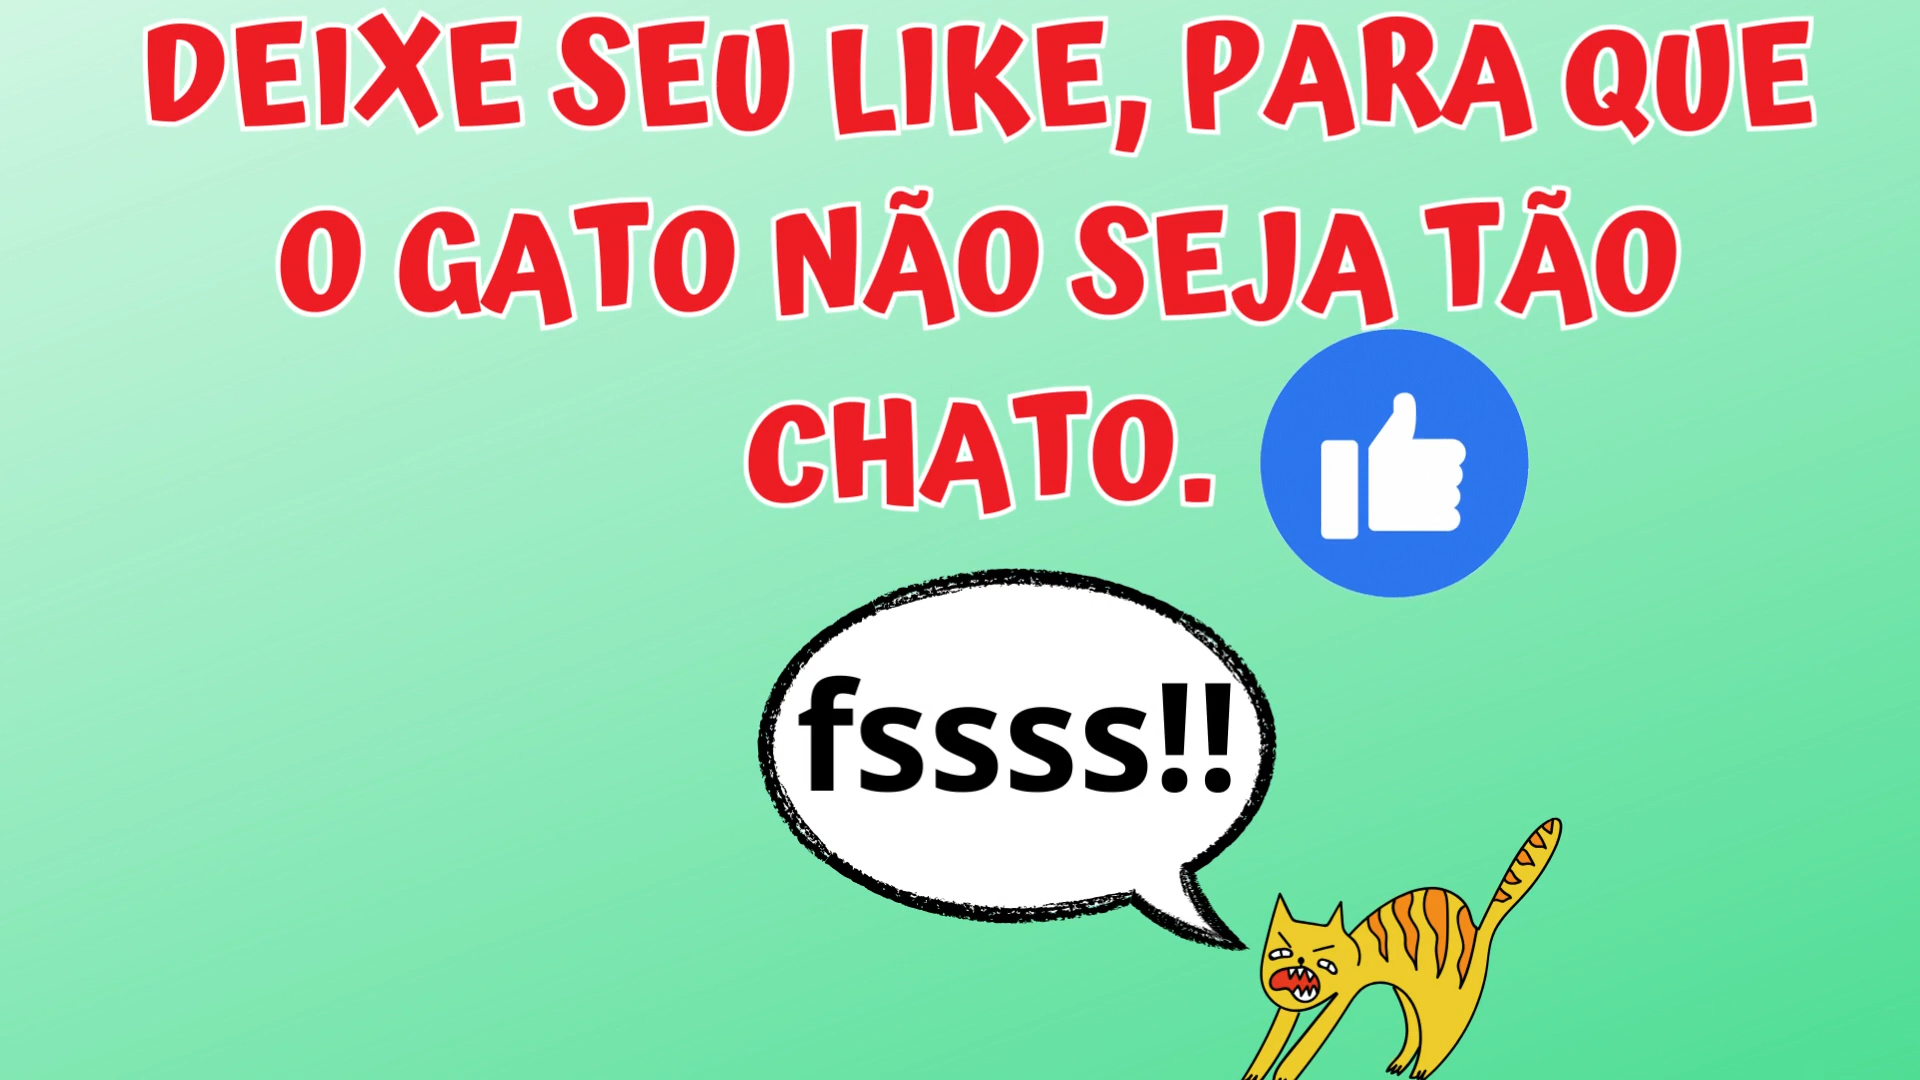 DEIXE SEU LIKE, PARA QUE
O GATO NÃO SEJA TÃO
CHATO.
fssss!!